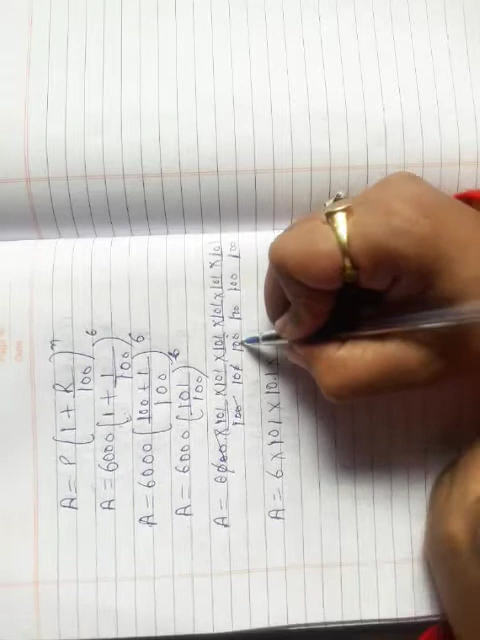 A = P (1 + R/100)^n
A = 6000 (1 + 1/100)^6
A = 6000 (100 + 1/100)^6
A = 6000 (101/100)^6
A = 6000 × 101/100 × 101/100 × 101/100 × 101/100 × 101/100 × 101/100
A = 6 × 101 × 101 ×